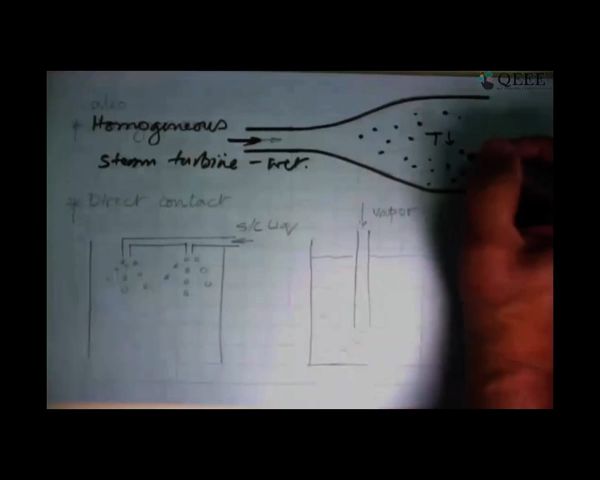 QEEE
also
* Homogeneous
T↓
steam turbine - wet.
* Direct contact
s/c liq
vapor